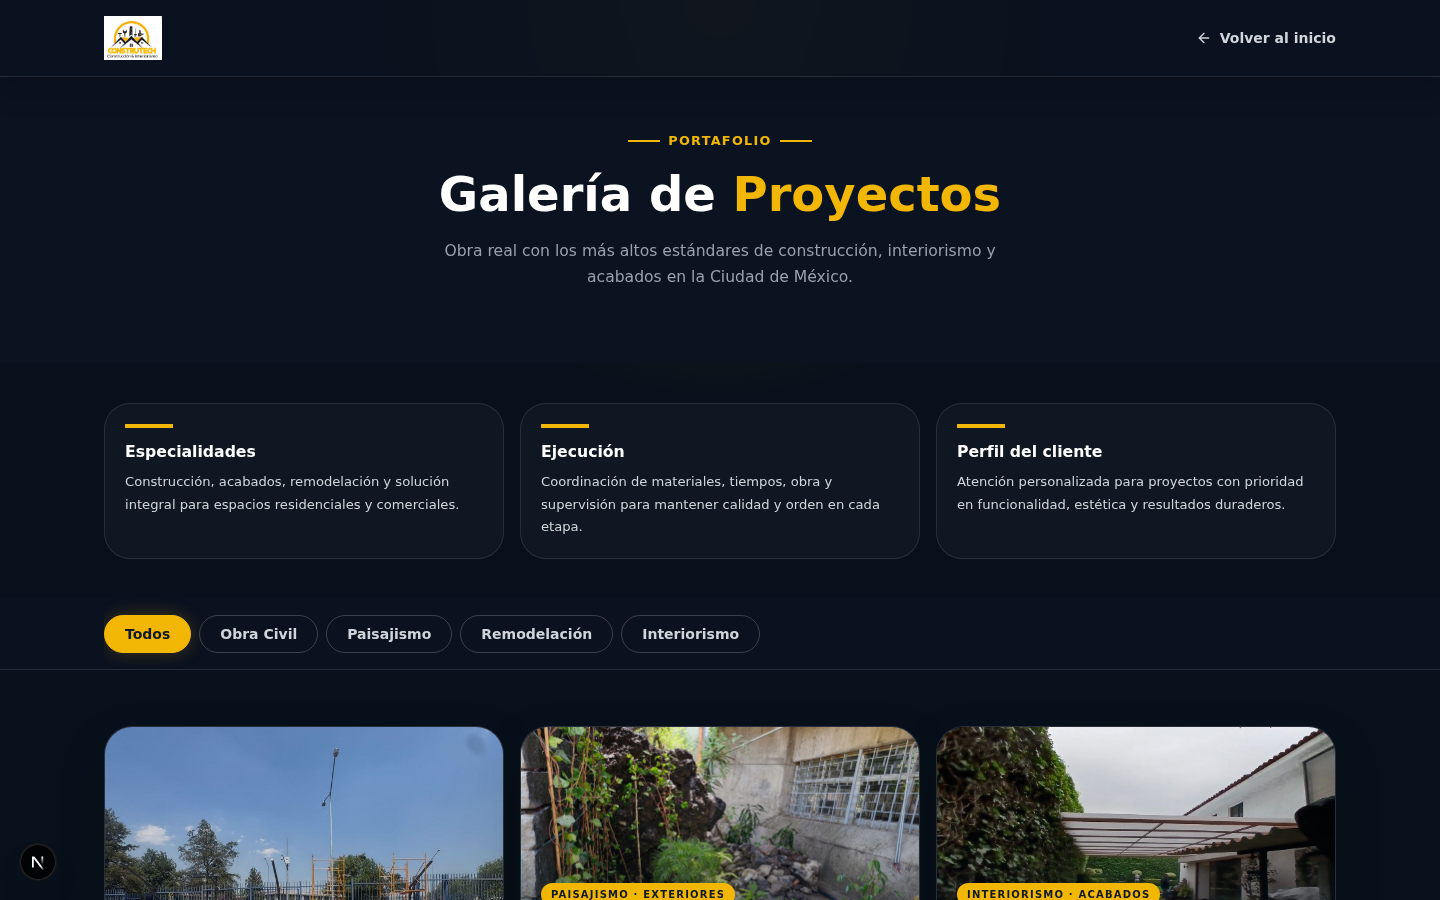 CONSTRUTECH
Volver al inicio
PORTAFOLIO
Galería de Proyectos
Obra real con los más altos estándares de construcción, interiorismo y
acabados en la Ciudad de México.
Especialidades
Construcción, acabados, remodelación y solución
integral para espacios residenciales y comerciales.
Ejecución
Coordinación de materiales, tiempos, obra y
supervisión para mantener calidad y orden en cada
etapa.
Perfil del cliente
Atención personalizada para proyectos con prioridad
en funcionalidad, estética y resultados duraderos.
Todos
Obra Civil
Paisajismo
Remodelación
Interiorismo
PAISAJISMO · EXTERIORES
INTERIORISMO · ACABADOS
N